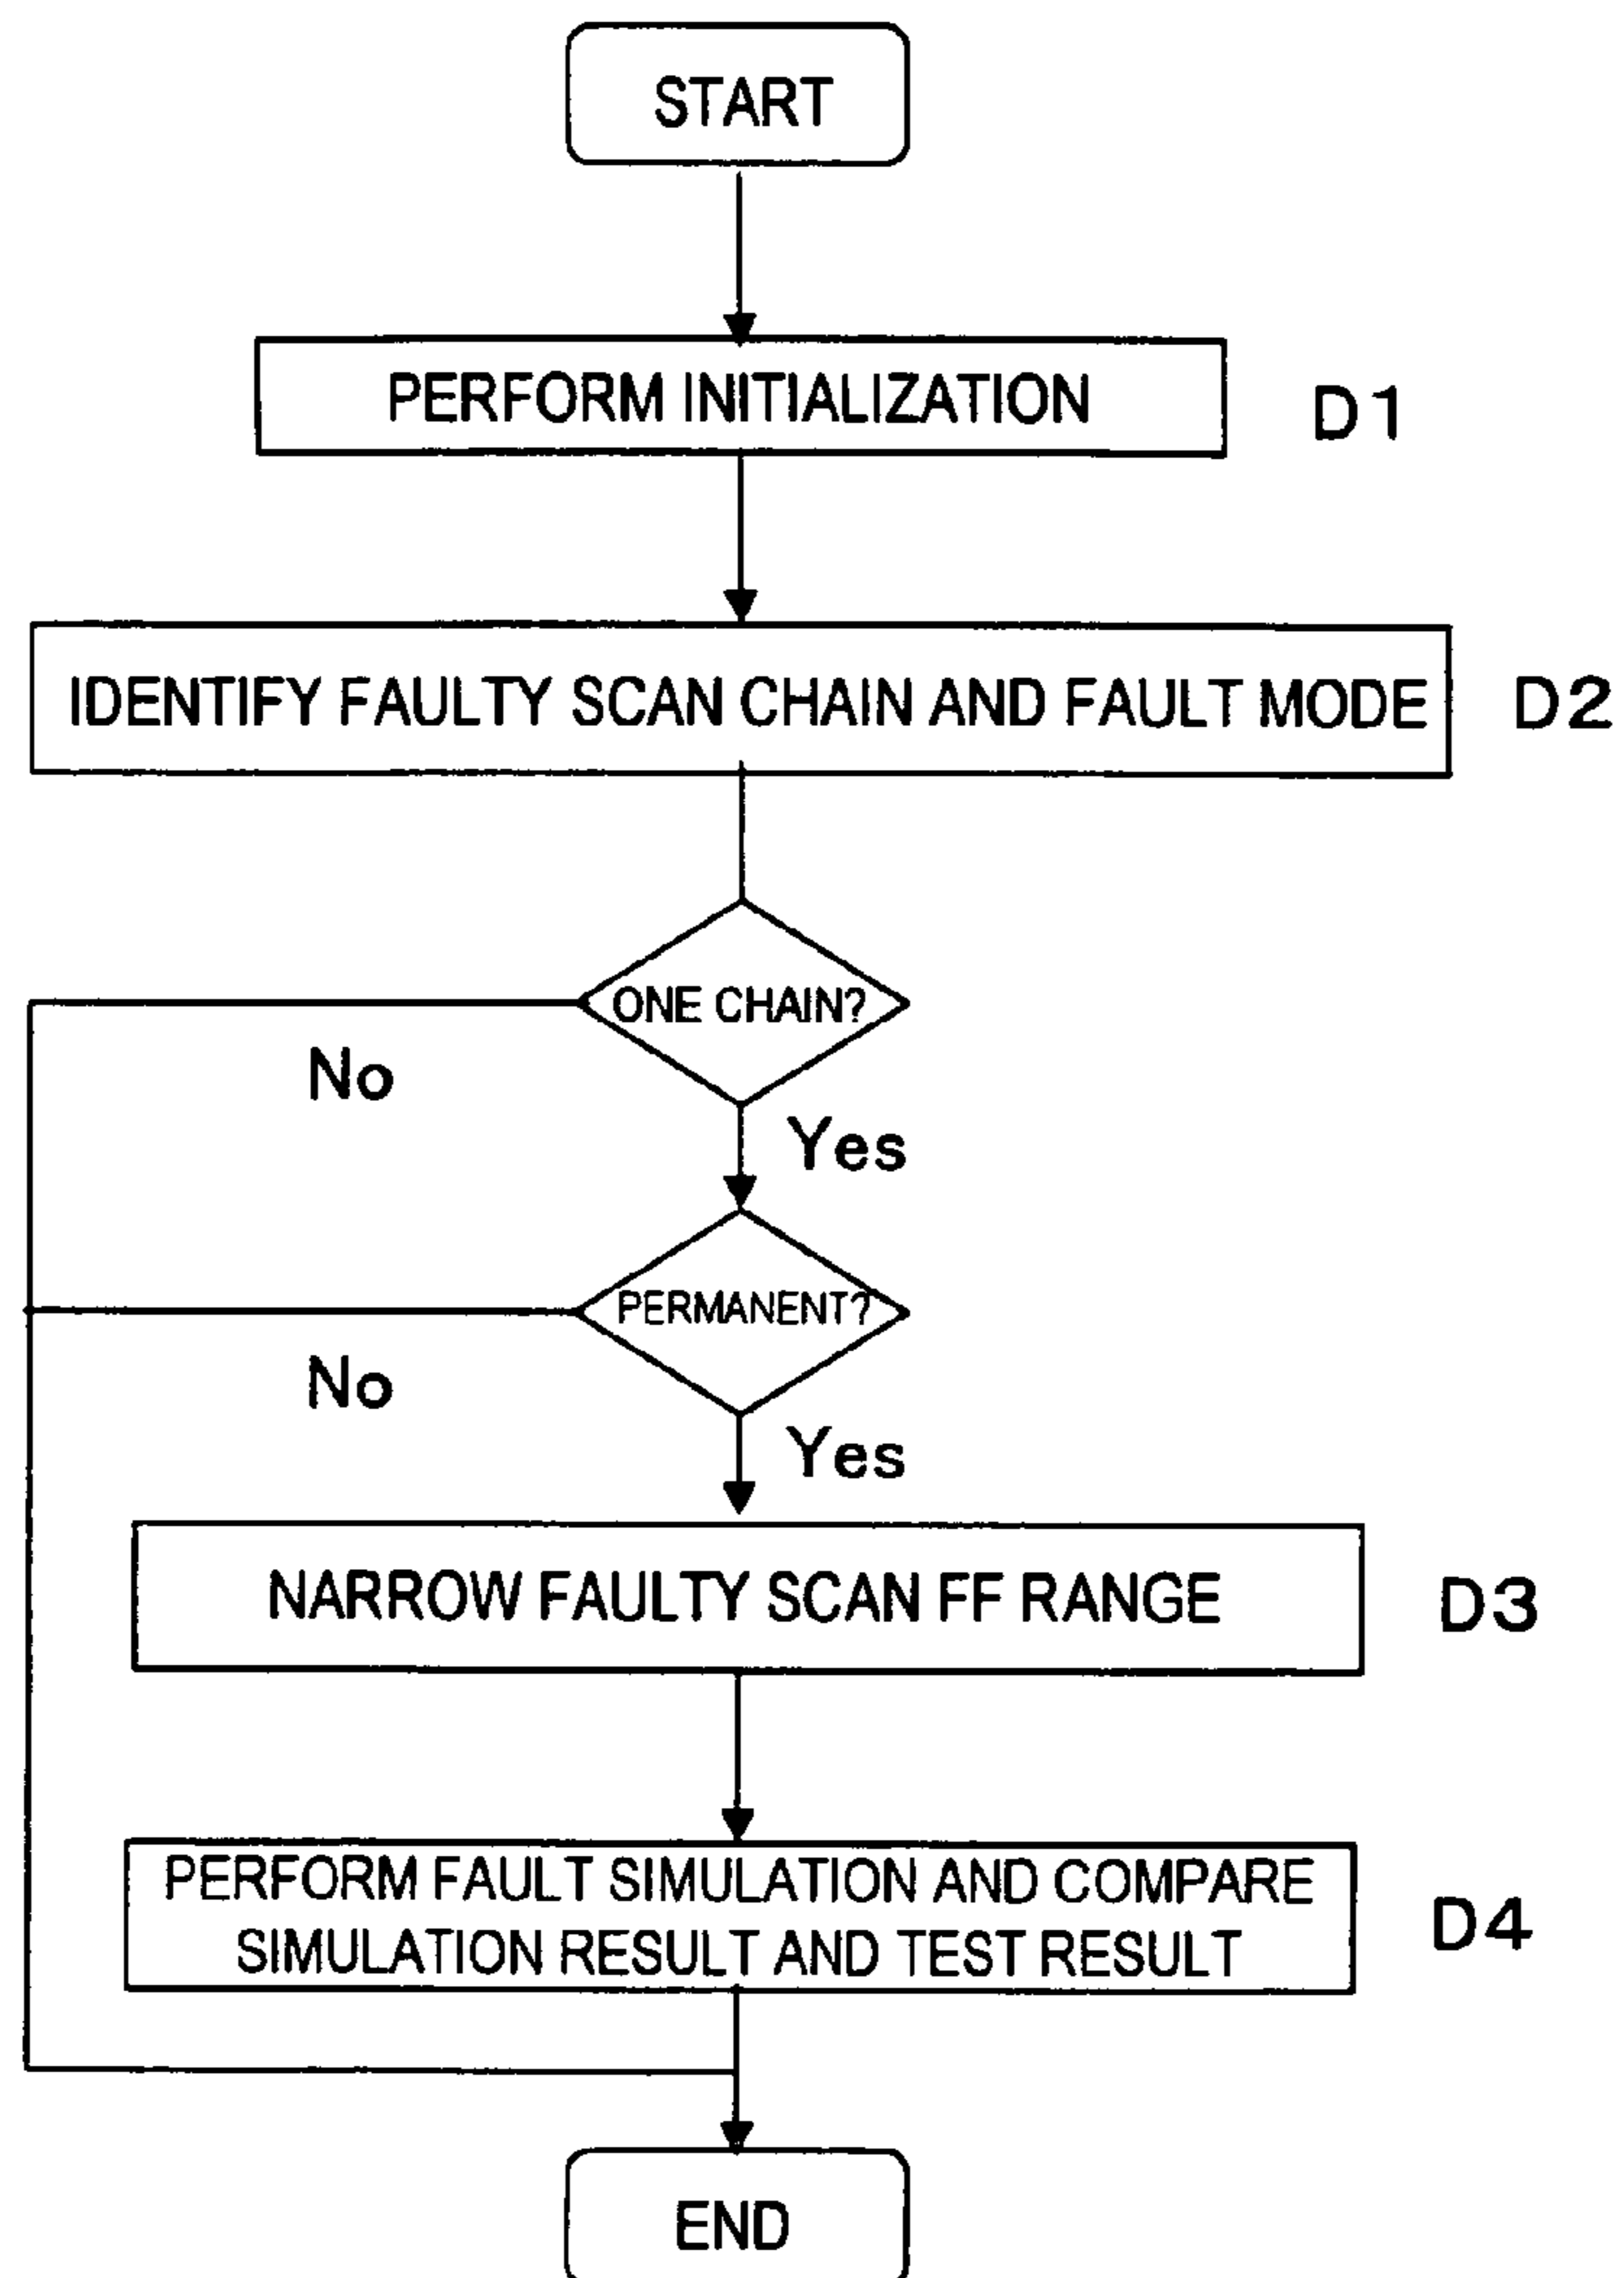 START
PERFORM INITIALIZATION
D1
IDENTIFY FAULTY SCAN CHAIN AND FAULT MODE
D2
ONE CHAIN?
No
Yes
PERMANENT?
No
Yes
NARROW FAULTY SCAN FF RANGE
D3
PERFORM FAULT SIMULATION AND COMPARE
SIMULATION RESULT AND TEST RESULT
D4
END